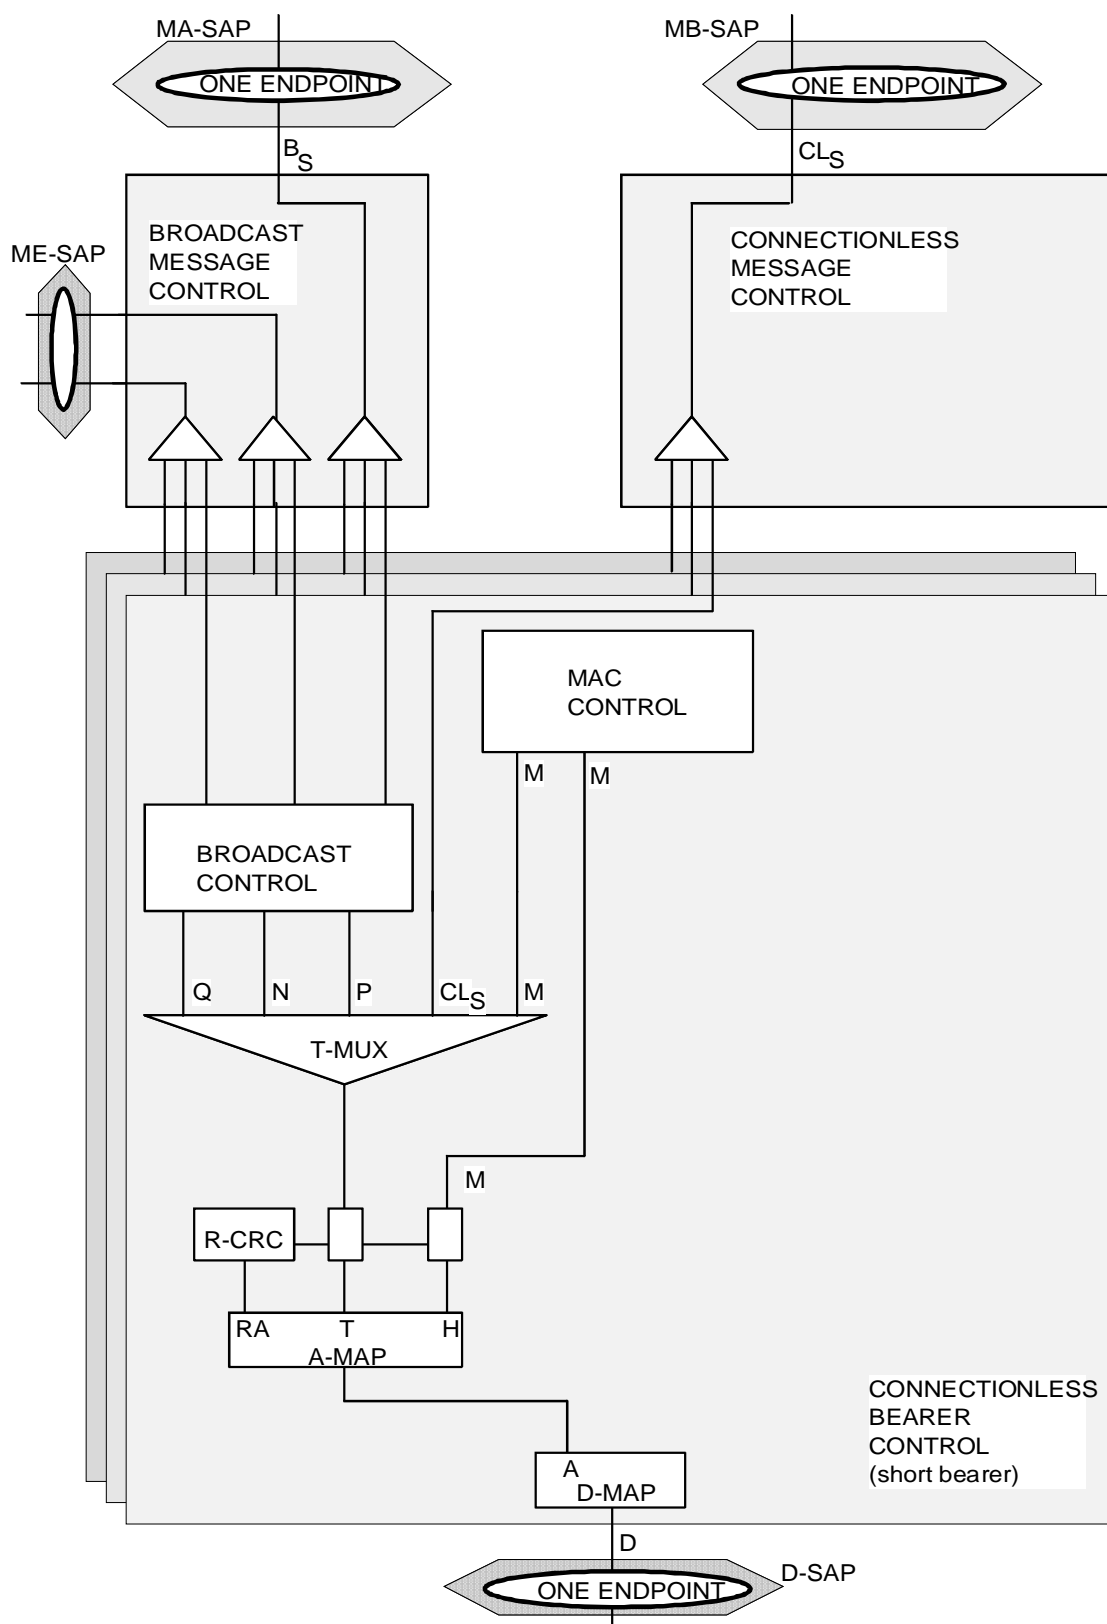 MA-SAP
MB-SAP
ONE ENDPOINT
ONE ENDPOINT
BS
CLS
ME-SAP
BROADCAST
MESSAGE
CONTROL
CONNECTIONLESS
MESSAGE
CONTROL
MAC
CONTROL
M
M
BROADCAST
CONTROL
Q
N
P
CLS
M
T-MUX
M
R-CRC
RA
T
H
A-MAP
CONNECTIONLESS
BEARER
CONTROL
(short bearer)
A
D-MAP
D
D-SAP
ONE ENDPOINT